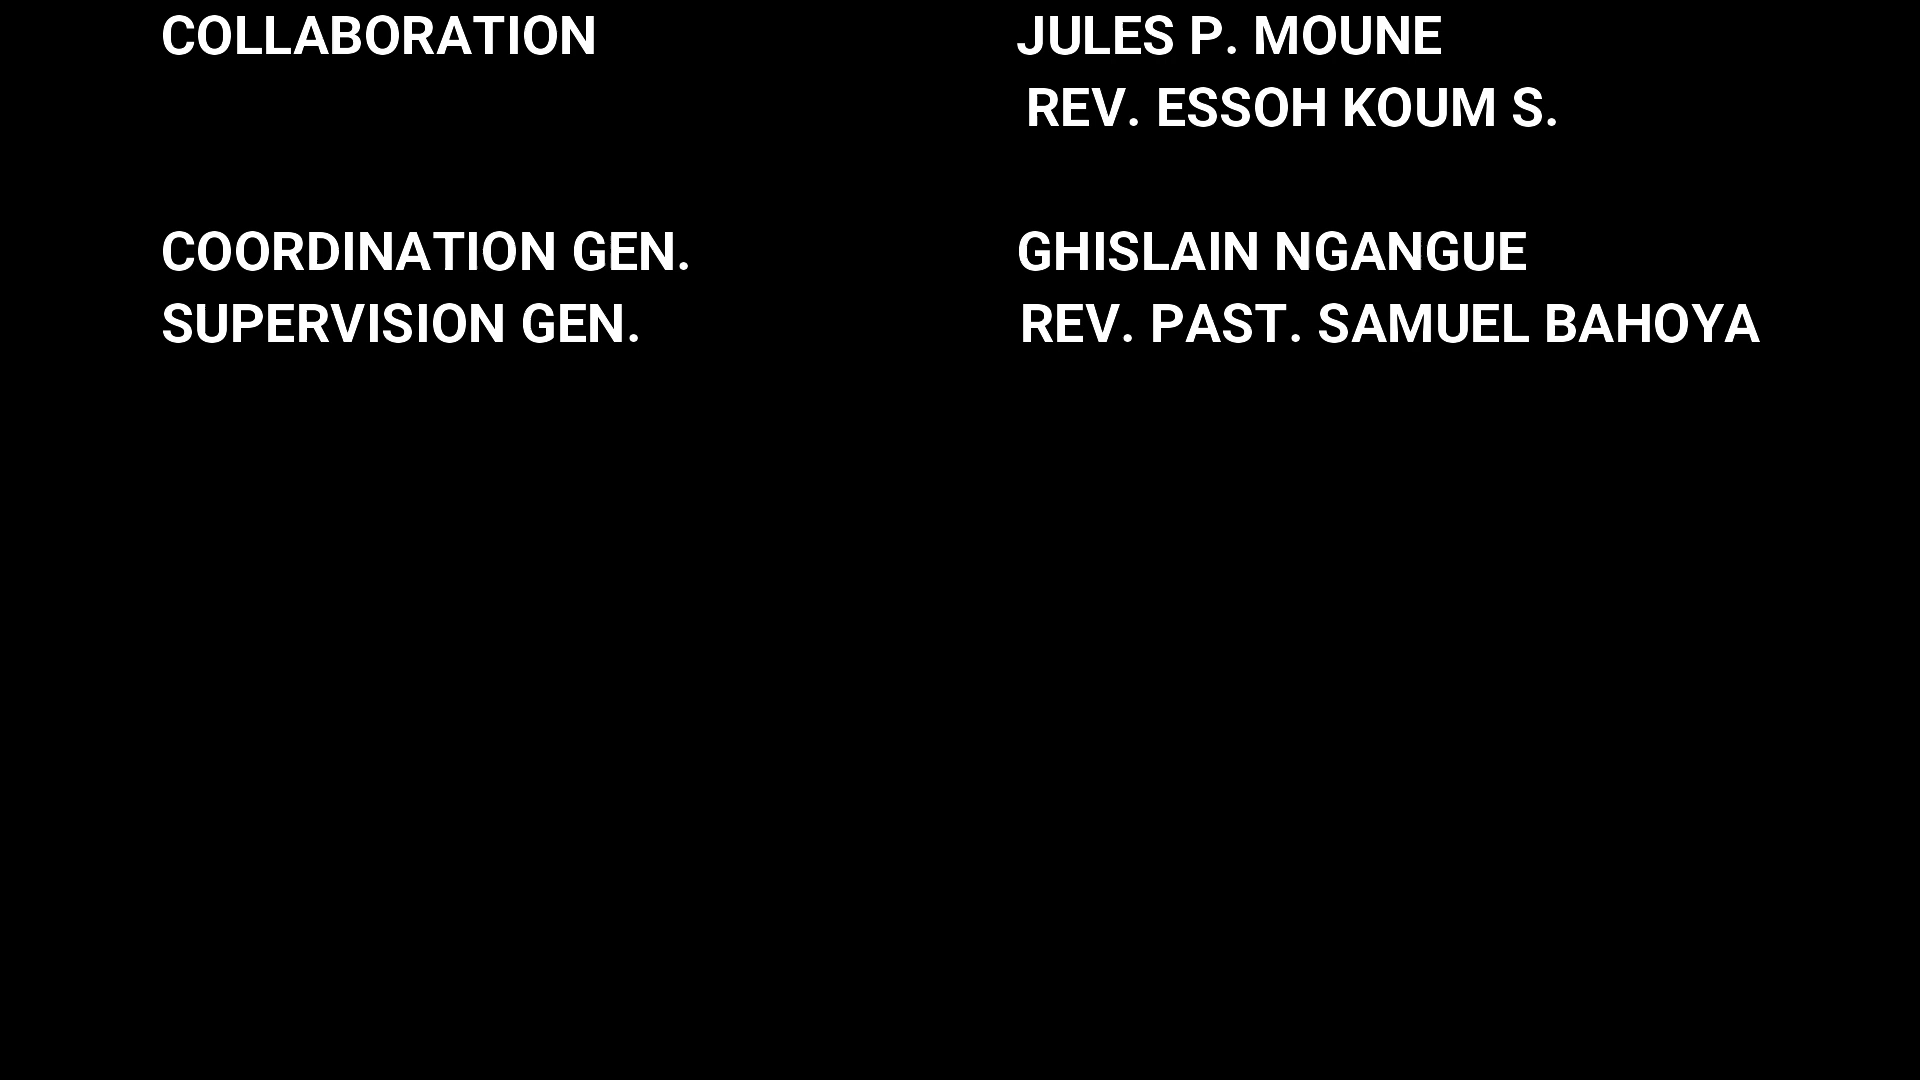 COLLABORATION JULES P. MOUNE
REV. ESSOH KOUM S.
COORDINATION GEN. GHISLAIN NGANGUE
SUPERVISION GEN. REV. PAST. SAMUEL BAHOYA